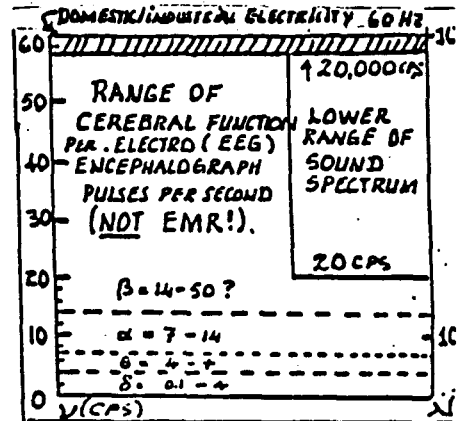 DOMESTIC/INDUSTRIAL ELECTRICITY 60 HZ
60
50
40
30
20
10
0
RANGE OF
CEREBRAL FUNCTION
PER. ELECTRO (EEG)
ENCEPHALOGRAPH
PULSES PER SECOND
(NOT EMR!).
↑20,000 CPS
LOWER
RANGE OF
SOUND
SPECTRUM
20 CPS
β = 14-50 ?
α = 7 - 14
θ = 4 - 7
δ = 0.1 - 4
ν (CPS)
10